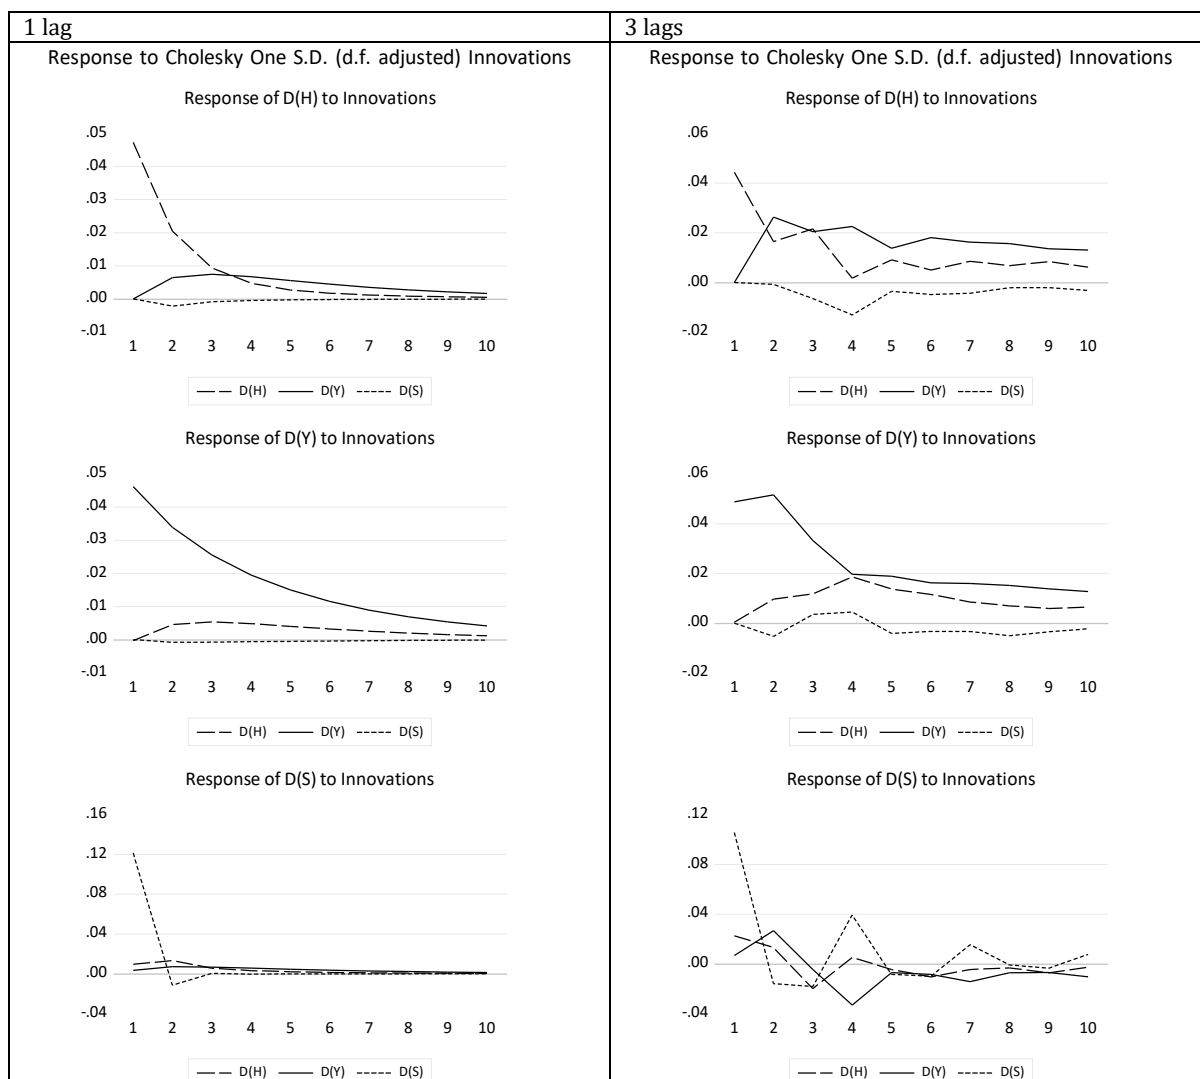 1 lag
Response to Cholesky One S.D. (d.f. adjusted) Innovations
Response of D(H) to Innovations
.05
.04
.03
.02
.01
.00
-.01
1 2 3 4 5 6 7 8 9 10
D(H) D(Y) D(S)
Response of D(Y) to Innovations
.05
.04
.03
.02
.01
.00
-.01
1 2 3 4 5 6 7 8 9 10
D(H) D(Y) D(S)
Response of D(S) to Innovations
.16
.12
.08
.04
.00
-.04
1 2 3 4 5 6 7 8 9 10
D(H) D(Y) D(S)
3 lags
Response to Cholesky One S.D. (d.f. adjusted) Innovations
Response of D(H) to Innovations
.06
.04
.02
.00
-.02
1 2 3 4 5 6 7 8 9 10
D(H) D(Y) D(S)
Response of D(Y) to Innovations
.06
.04
.02
.00
-.02
1 2 3 4 5 6 7 8 9 10
D(H) D(Y) D(S)
Response of D(S) to Innovations
.12
.08
.04
.00
-.04
1 2 3 4 5 6 7 8 9 10
D(H) D(Y) D(S)